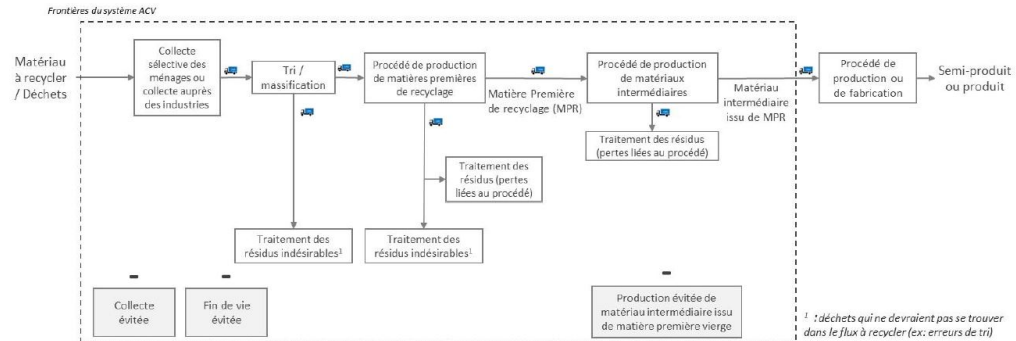 Frontières du système ACV
Matériau
à recycler
/ Déchets
Collecte
sélective des
ménages ou
collecte auprès
des industries
Tri /
massification
Procédé de production
de matières premières
de recyclage
Matière Première
de recyclage (MPR)
Procédé de production
de matériaux
intermédiaires
Matériau
intermédiaire
issu de MPR
Procédé de
production ou
de fabrication
Semi-produit
ou produit
Traitement des résidus
(pertes liées au procédé)
Traitement des
résidus (pertes
liées au procédé)
Traitement des
résidus indésirables¹
Traitement des
résidus indésirables¹
Collecte
évitée
Fin de vie
évitée
Production évitée de
matériau intermédiaire issu
de matière première vierge
¹ : déchets qui ne devraient pas se trouver
dans le flux à recycler (ex: erreurs de tri)